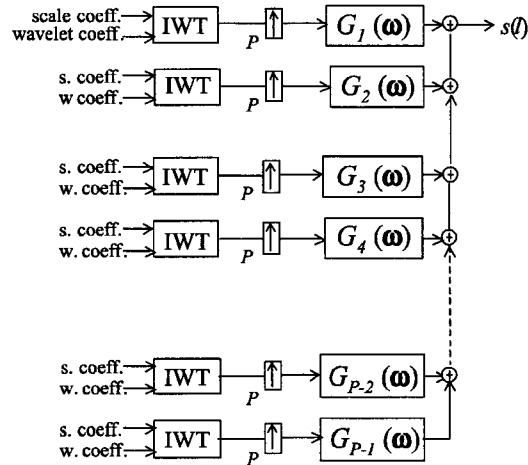 scale coeff.
wavelet coeff.
IWT
P
G1 (ω)
s(l)
s. coeff.
w coeff.
IWT
P
G2 (ω)
s. coeff.
w. coeff.
IWT
P
G3 (ω)
s. coeff.
w. coeff.
IWT
P
G4 (ω)
s. coeff.
w. coeff.
IWT
P
GP-2 (ω)
s. coeff.
w. coeff.
IWT
P
GP-1 (ω)